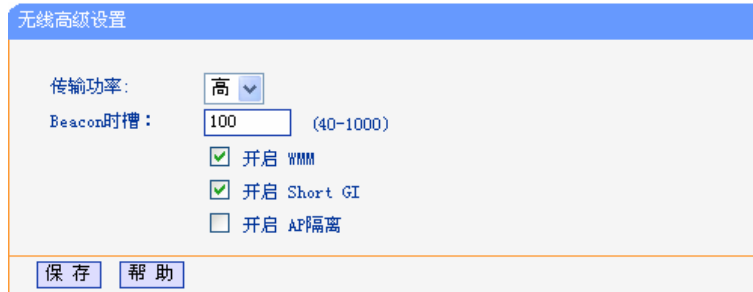 无线高级设置
传输功率: 高
Beacon时槽: 100 (40-1000)
开启 WMM
开启 Short GI
开启 AP隔离
保 存 帮 助